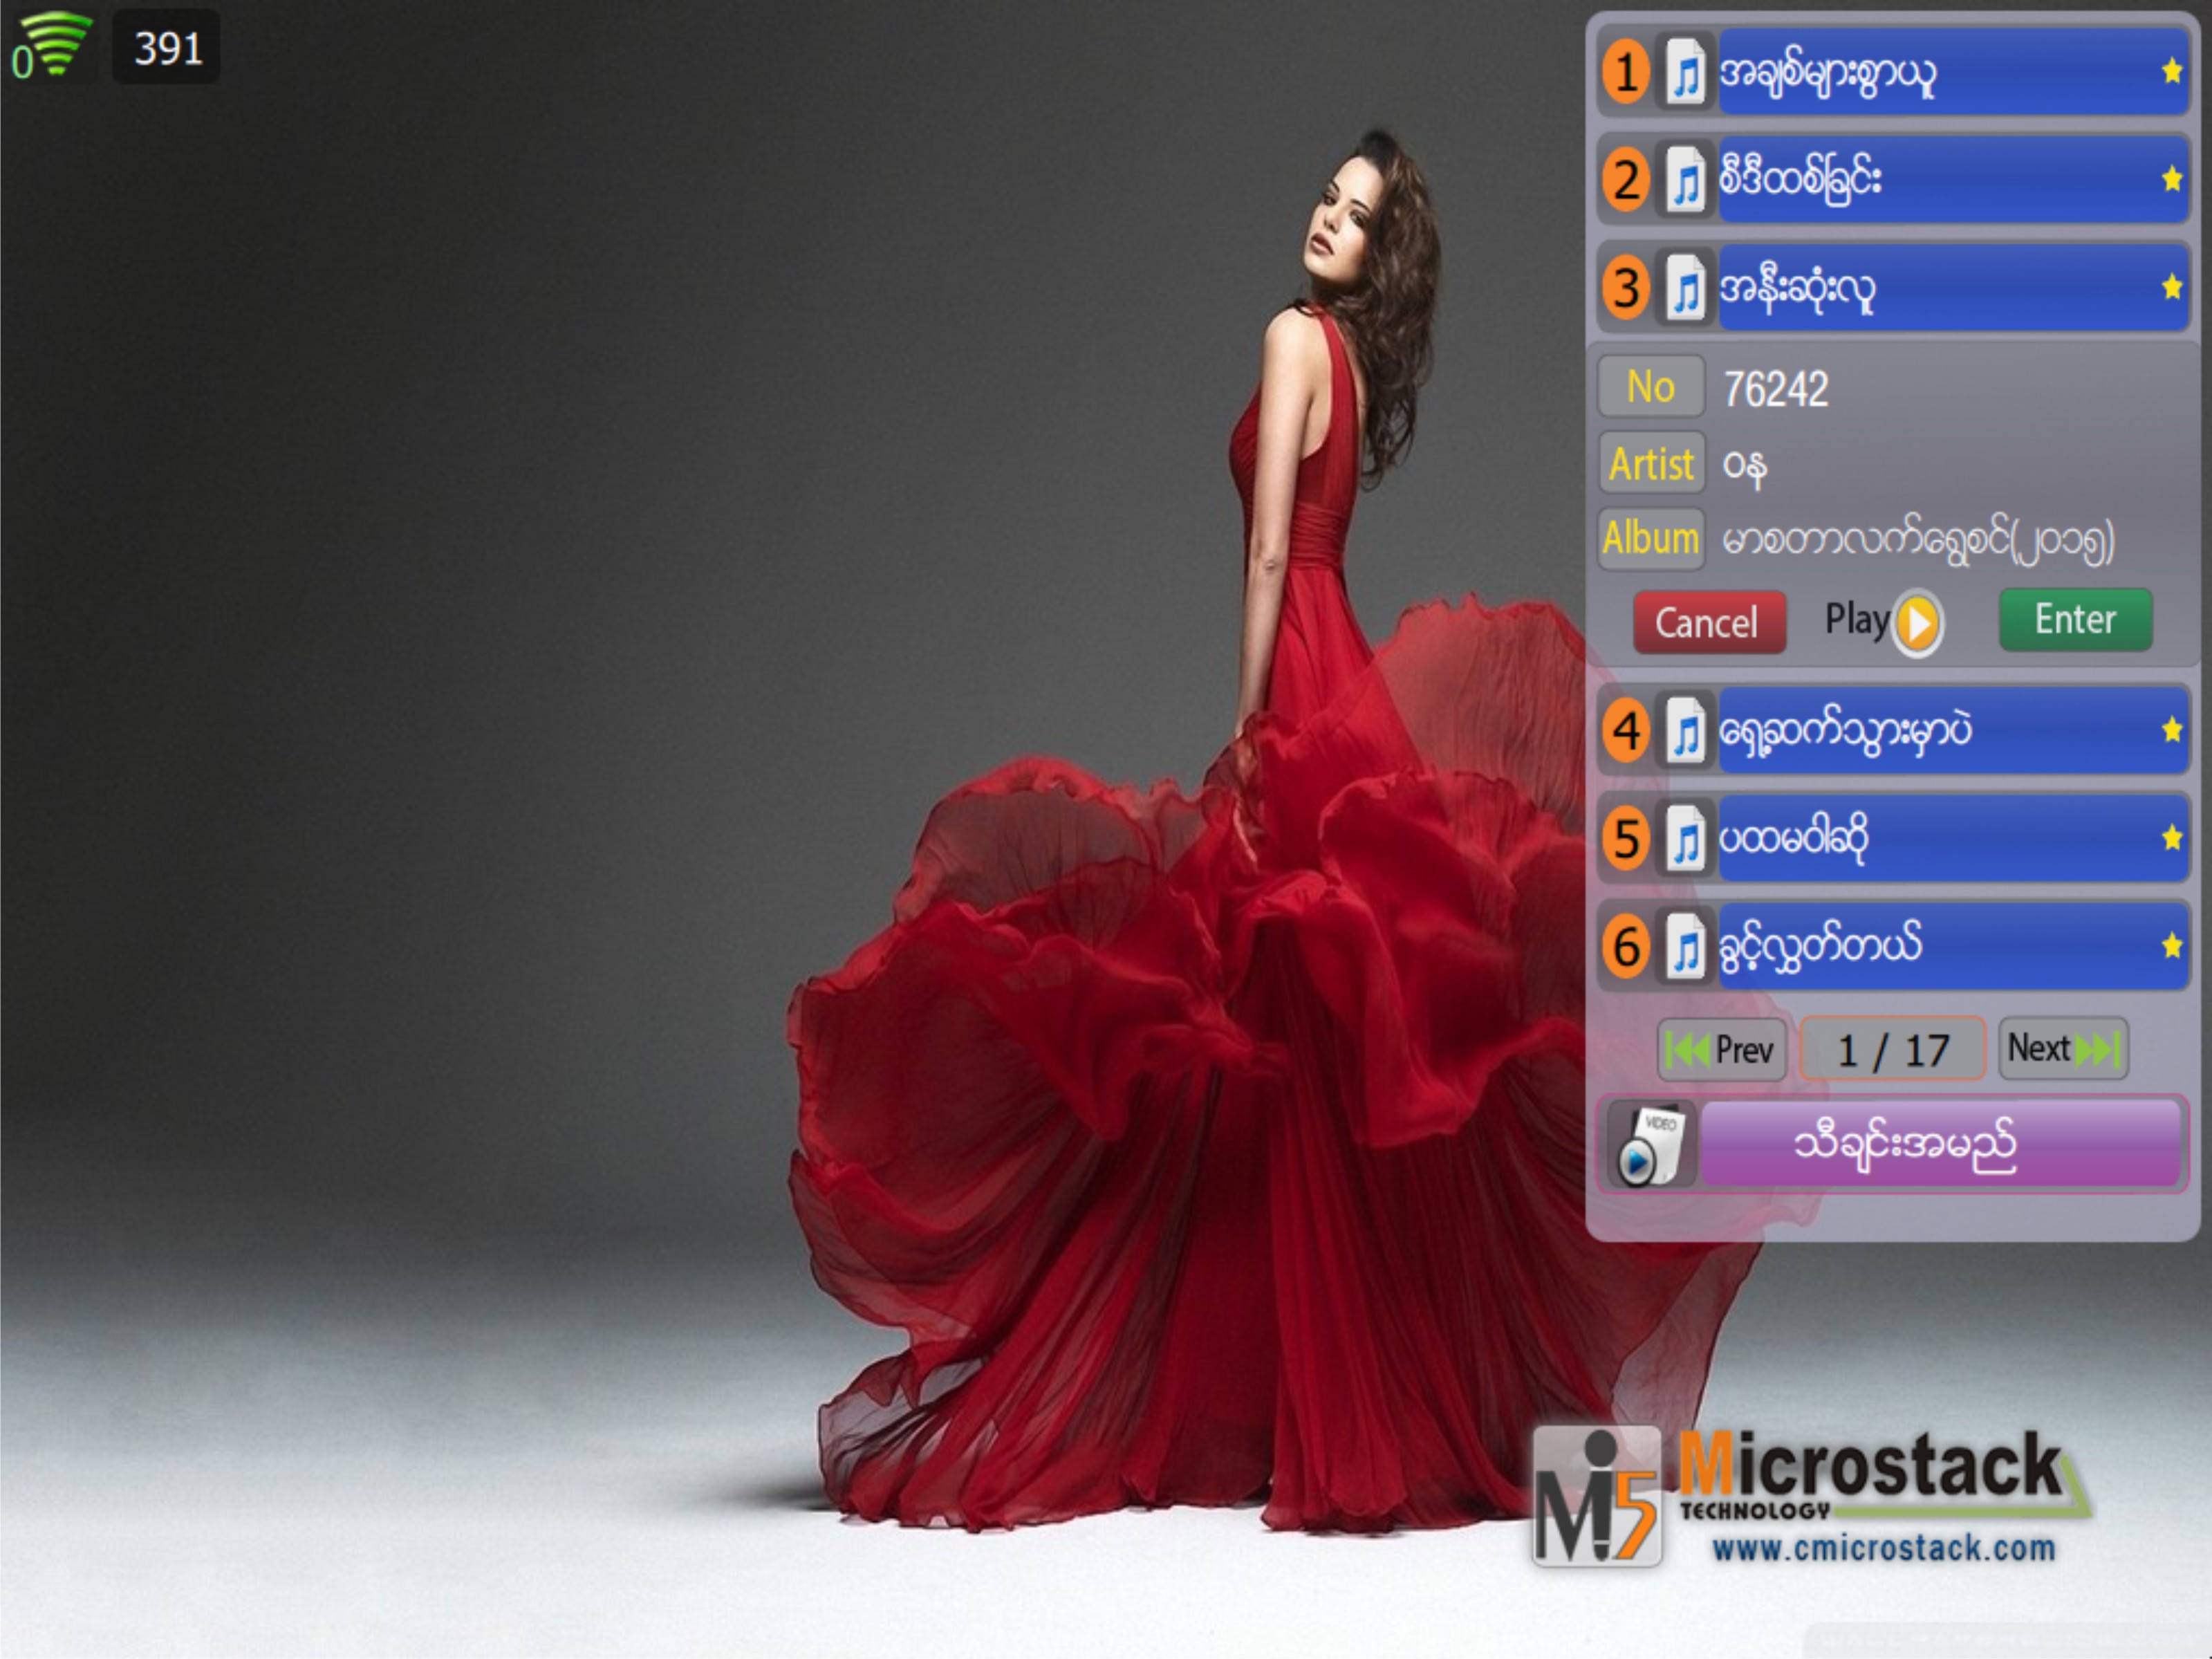 0
391
1 အချစ်များစွာယူ
2 စီဒီထစ်ခြင်း
3 အနီးဆုံးလူ
No 76242
Artist ဝန
Album မာစတာလက်ရွေးစင်(၂၀၁၅)
Cancel Play Enter
4 ရှေ့ဆက်သွားမှာပဲ
5 ပထမဝါဆို
6 ခွင့်လွှတ်တယ်
Prev 1 / 17 Next
VIDEO သီချင်းအမည်
Mi5 Microstack
TECHNOLOGY
www.cmicrostack.com